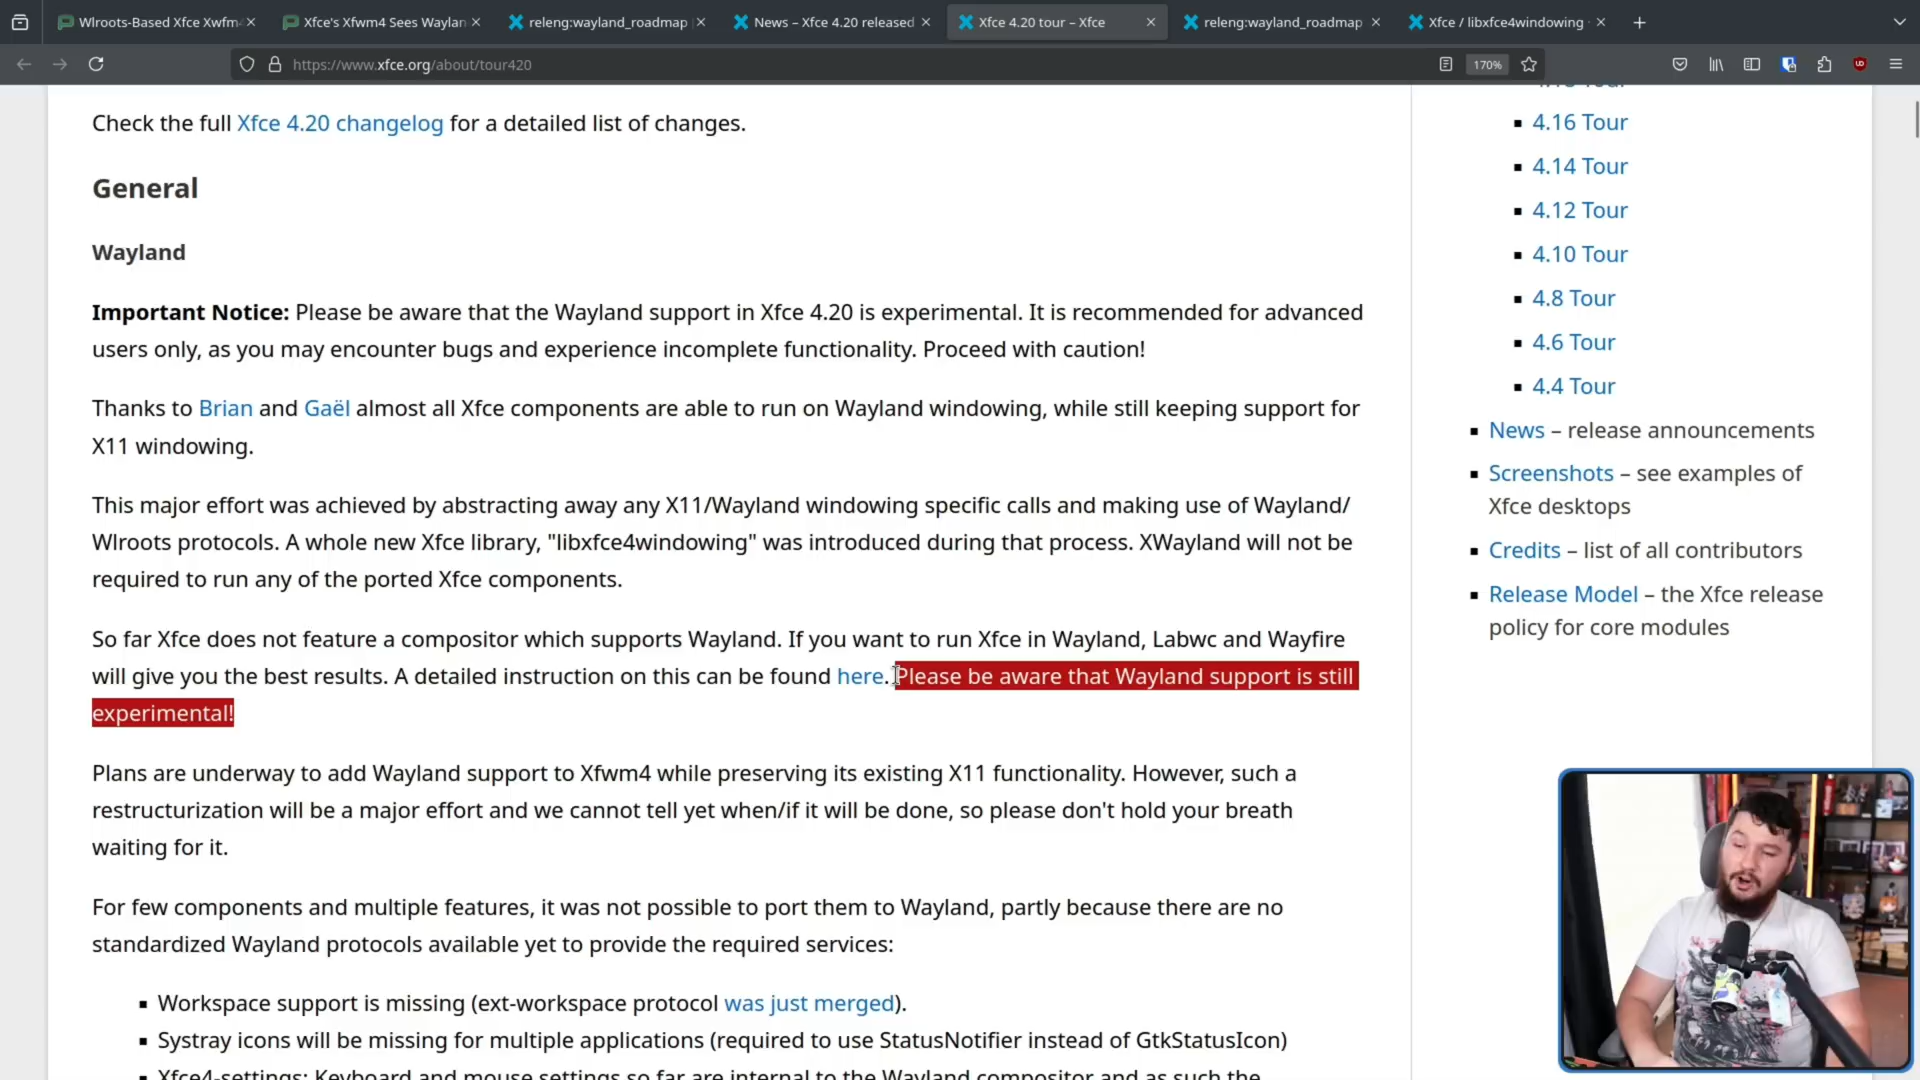 Wlroots-Based Xfce Xwfm
Xfce's Xfwm4 Sees Waylan
releng:wayland_roadmap
News – Xfce 4.20 released
Xfce 4.20 tour – Xfce
releng:wayland_roadmap
Xfce / libxfce4windowing
https://www.xfce.org/about/tour420
170%
Check the full Xfce 4.20 changelog for a detailed list of changes.
General
Wayland
Important Notice: Please be aware that the Wayland support in Xfce 4.20 is experimental. It is recommended for advanced
users only, as you may encounter bugs and experience incomplete functionality. Proceed with caution!
Thanks to Brian and Gaël almost all Xfce components are able to run on Wayland windowing, while still keeping support for
X11 windowing.
This major effort was achieved by abstracting away any X11/Wayland windowing specific calls and making use of Wayland/
Wlroots protocols. A whole new Xfce library, "libxfce4windowing" was introduced during that process. XWayland will not be
required to run any of the ported Xfce components.
So far Xfce does not feature a compositor which supports Wayland. If you want to run Xfce in Wayland, Labwc and Wayfire
will give you the best results. A detailed instruction on this can be found here. Please be aware that Wayland support is still
experimental!
Plans are underway to add Wayland support to Xfwm4 while preserving its existing X11 functionality. However, such a
restructurization will be a major effort and we cannot tell yet when/if it will be done, so please don't hold your breath
waiting for it.
For few components and multiple features, it was not possible to port them to Wayland, partly because there are no
standardized Wayland protocols available yet to provide the required services:
▪ Workspace support is missing (ext-workspace protocol was just merged).
▪ Systray icons will be missing for multiple applications (required to use StatusNotifier instead of GtkStatusIcon)
▪ Xfce4-settings: Keyboard and mouse settings so far are internal to the Wayland compositor and as such the
▪ 4.16 Tour
▪ 4.14 Tour
▪ 4.12 Tour
▪ 4.10 Tour
▪ 4.8 Tour
▪ 4.6 Tour
▪ 4.4 Tour
▪ News – release announcements
▪ Screenshots – see examples of
Xfce desktops
▪ Credits – list of all contributors
▪ Release Model – the Xfce release
policy for core modules